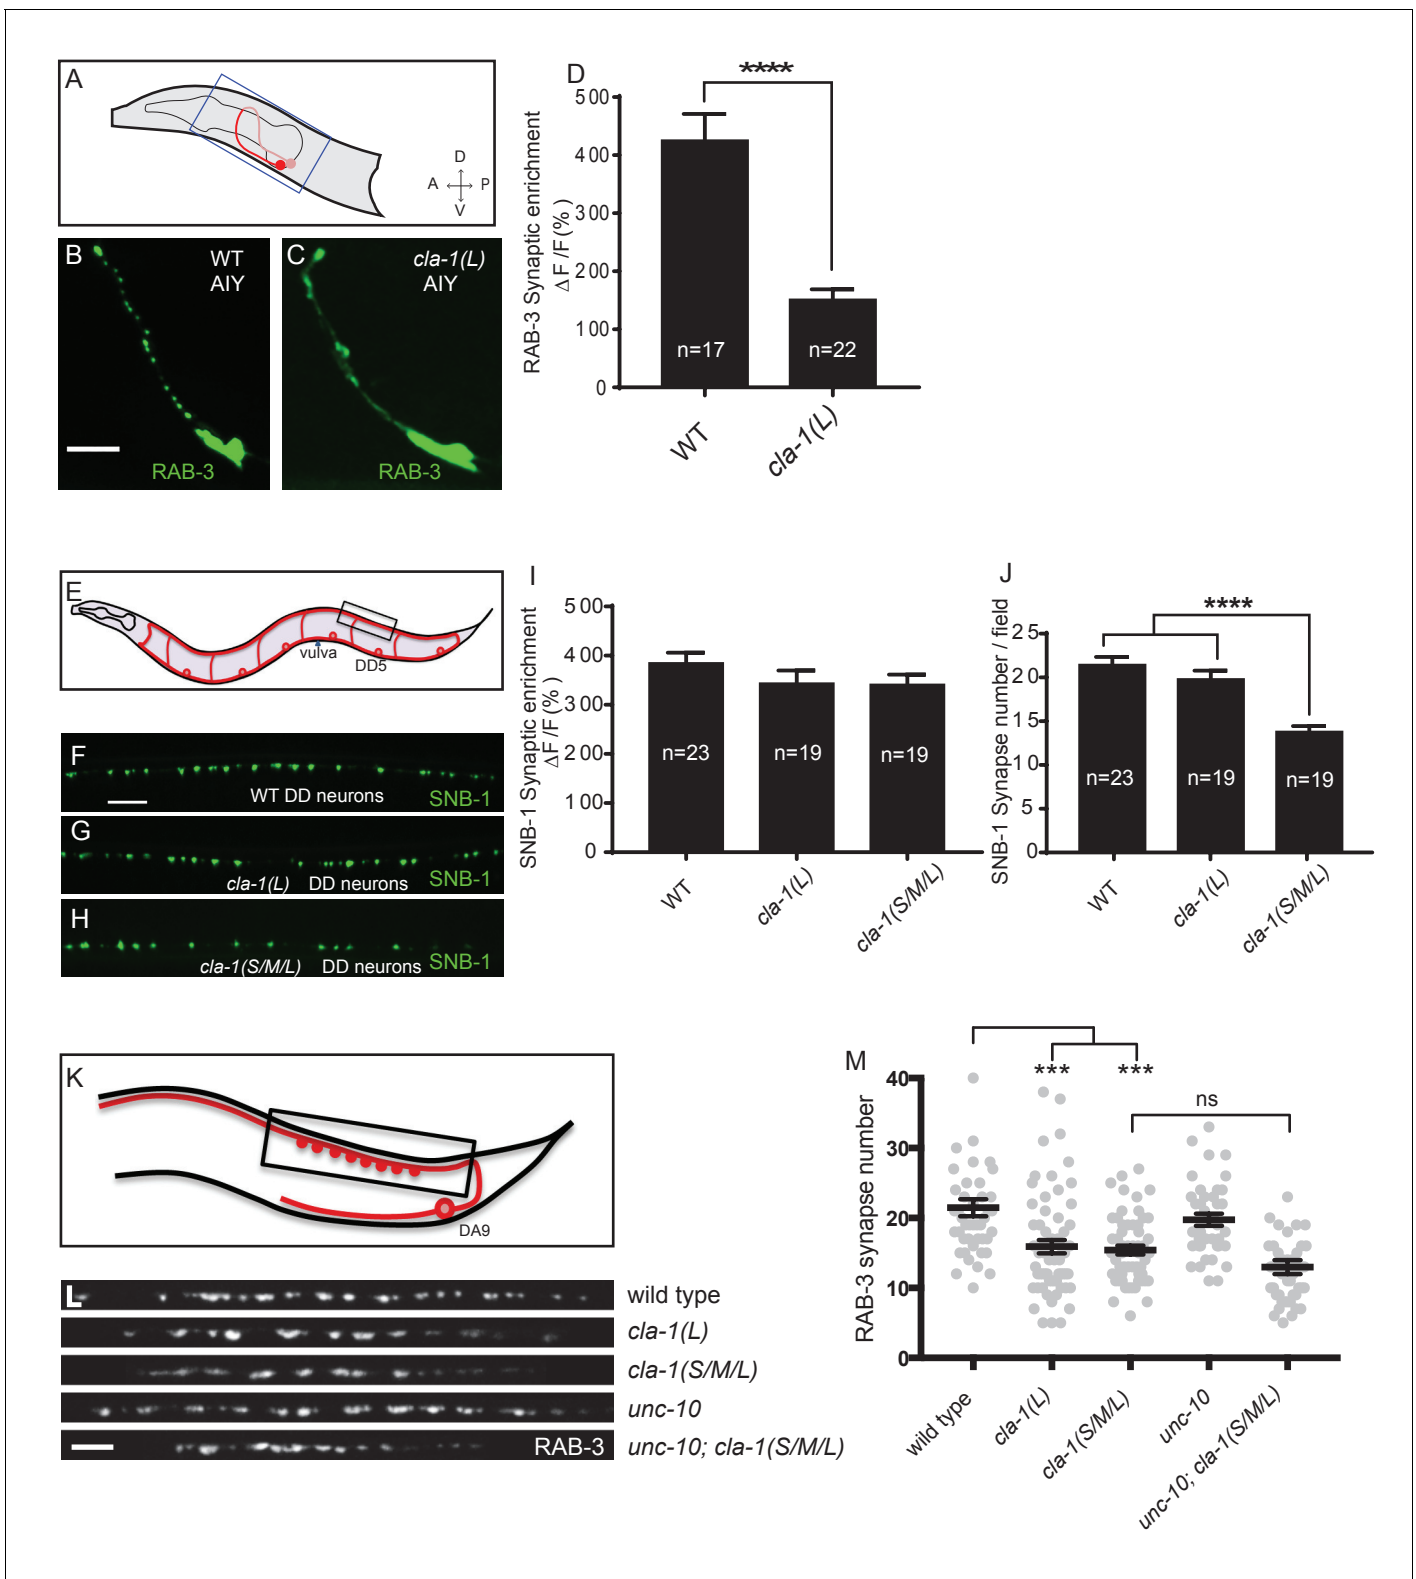 A
D
A
P
V
B
WT
AIY
RAB-3
C
cla-1(L)
AIY
RAB-3
D
****
RAB-3 Synaptic enrichment
ΔF/F(%)
500
400
300
200
100
0
n=17
n=22
WT
cla-1(L)
E
vulva
DD5
F
WT DD neurons
SNB-1
G
cla-1(L) DD neurons
SNB-1
H
cla-1(S/M/L) DD neurons
SNB-1
I
SNB-1 Synaptic enrichment
ΔF/F(%)
500
400
300
200
100
0
n=23
n=19
n=19
WT
cla-1(L)
cla-1(S/M/L)
J
****
SNB-1 Synapse number / field
25
20
15
10
5
0
n=23
n=19
n=19
WT
cla-1(L)
cla-1(S/M/L)
K
DA9
L
wild type
cla-1(L)
cla-1(S/M/L)
unc-10
RAB-3
unc-10; cla-1(S/M/L)
M
***
***
ns
RAB-3 synapse number
40
30
20
10
0
wild type
cla-1(L)
cla-1(S/M/L)
unc-10
unc-10; cla-1(S/M/L)